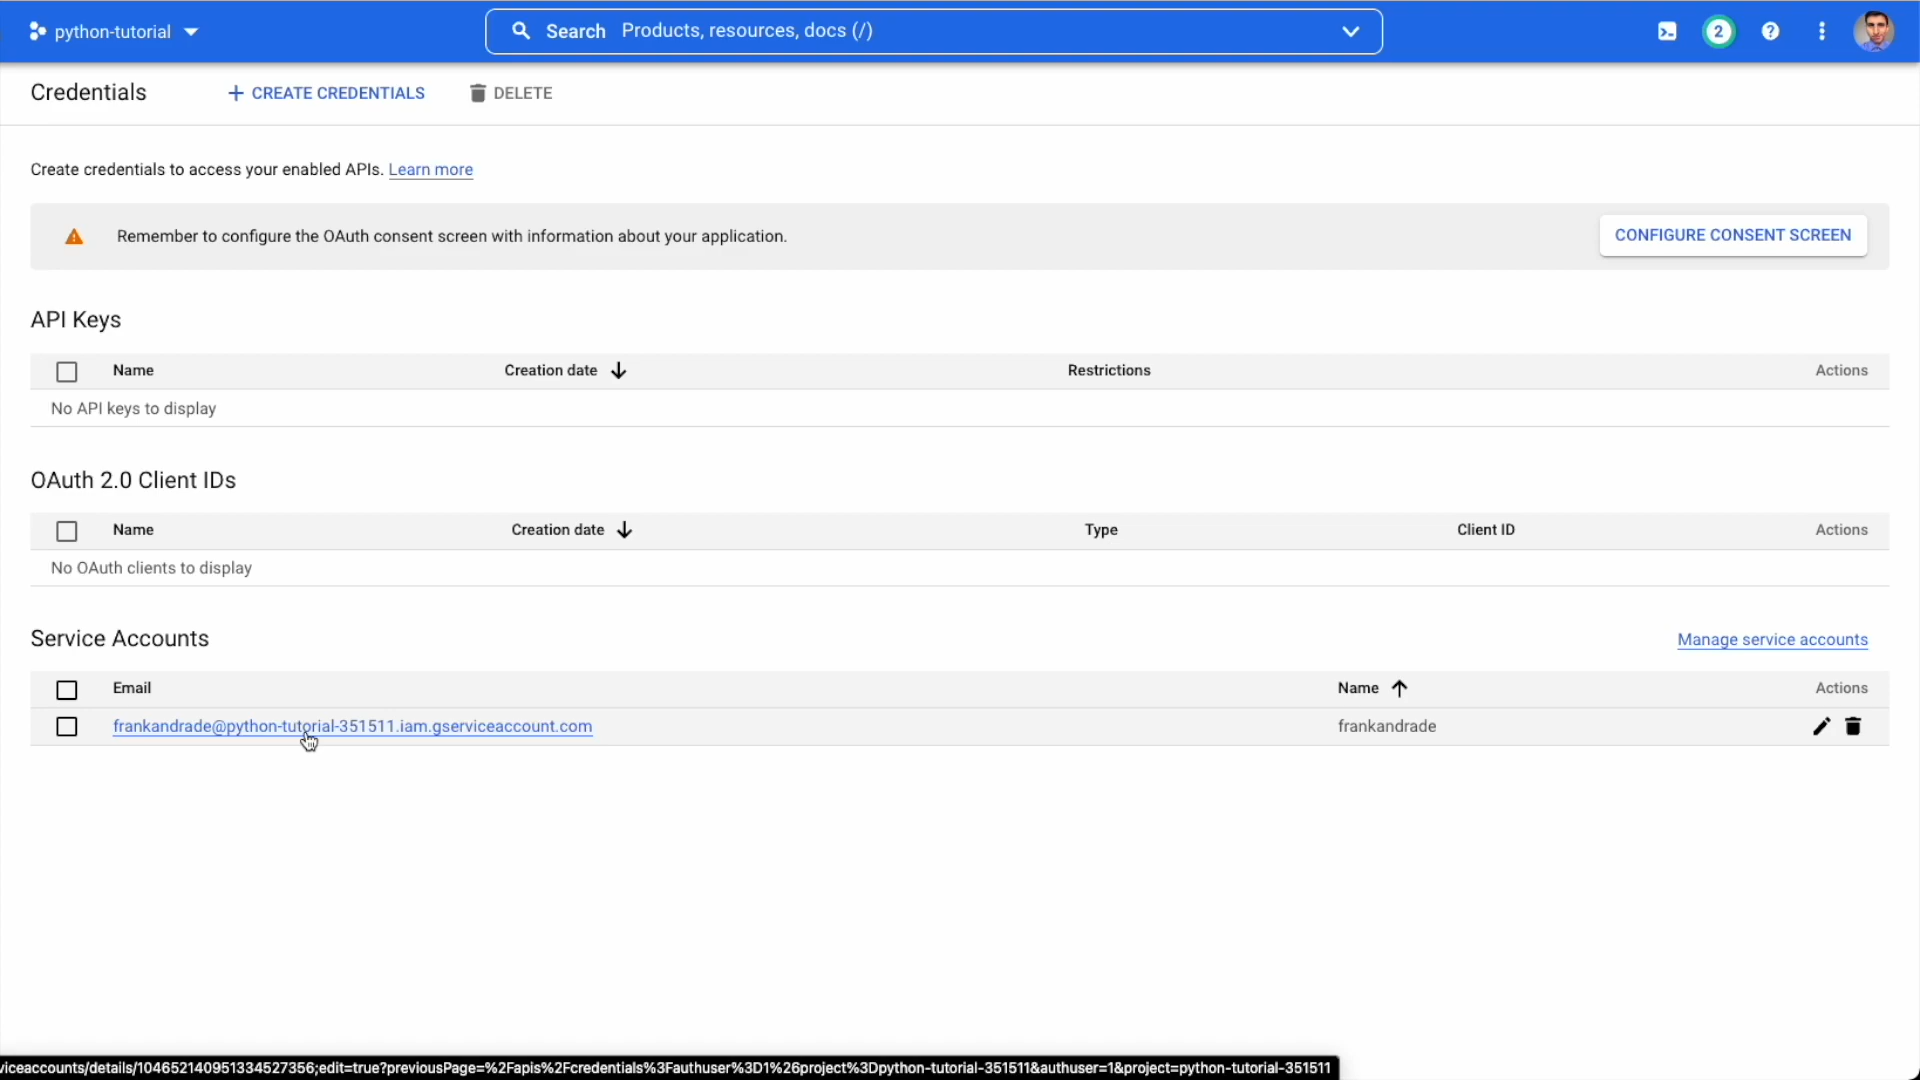 python-tutorial
Search Products, resources, docs (/)
2
?
Credentials
+ CREATE CREDENTIALS
DELETE
Create credentials to access your enabled APIs. Learn more
Remember to configure the OAuth consent screen with information about your application.
CONFIGURE CONSENT SCREEN
API Keys
Name Creation date Restrictions Actions
No API keys to display
OAuth 2.0 Client IDs
Name Creation date Type Client ID Actions
No OAuth clients to display
Service Accounts
Manage service accounts
Email Name Actions
frankandrade@python-tutorial-351511.iam.gserviceaccount.com frankandrade
viceaccounts/details/104652140951334527356;edit=true?previousPage=%2Fapis%2Fcredentials%3Fauthuser%3D1%26project%3Dpython-tutorial-351511&authuser=1&project=python-tutorial-351511